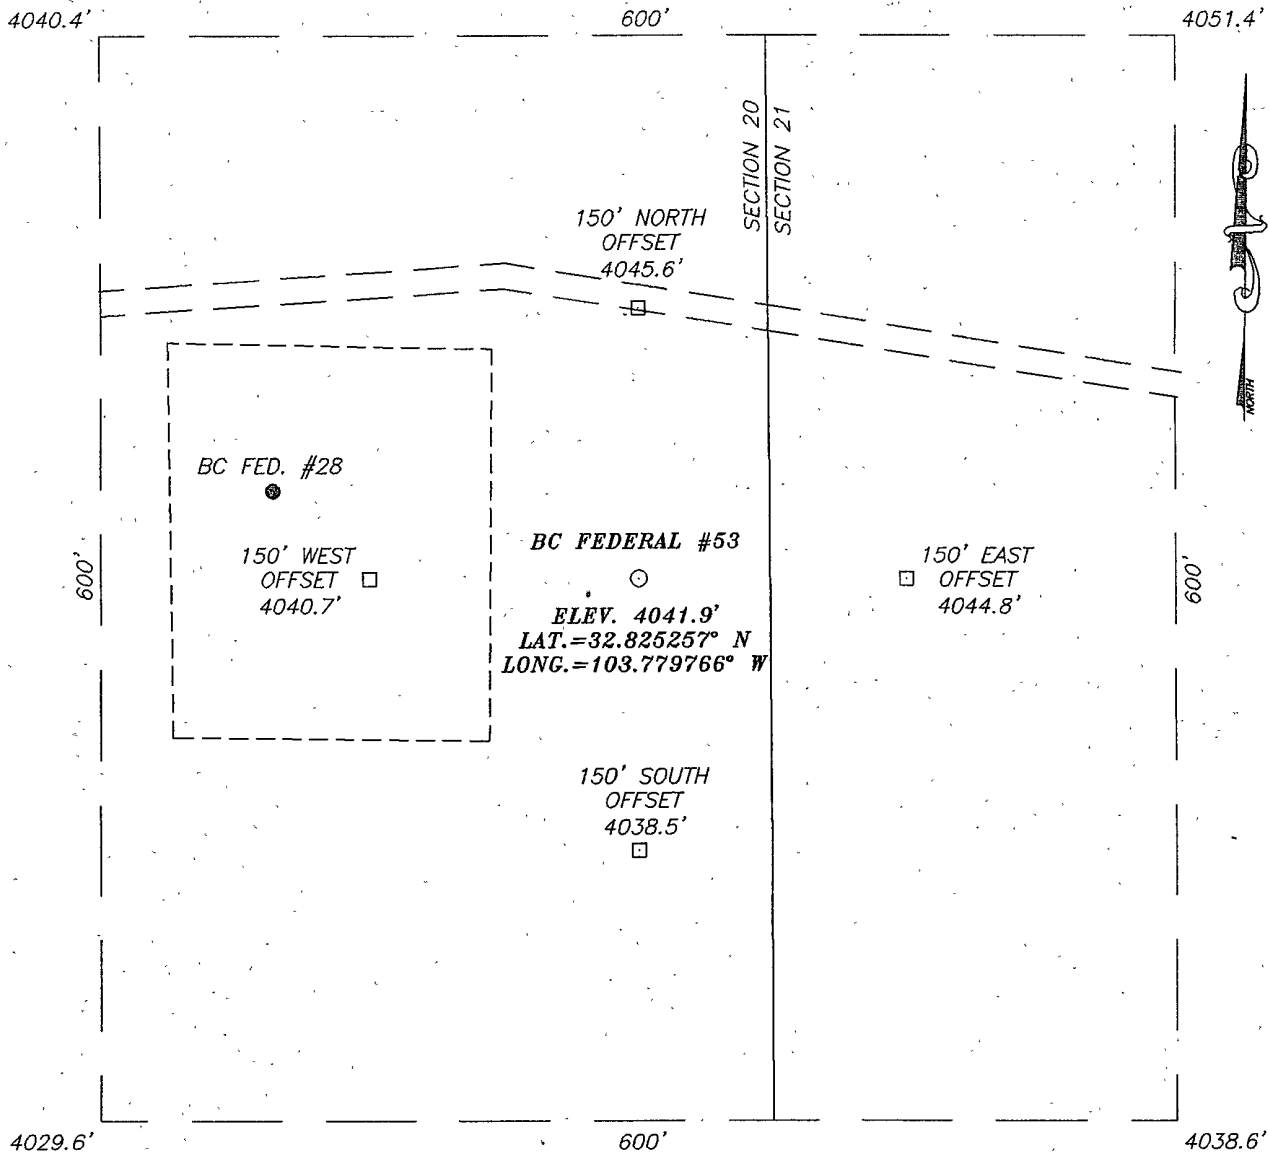 4040.4'
600'
4051.4'
SECTION 20
SECTION 21
150' NORTH
OFFSET
4045.6'
NORTH
BC FED. #28
150' WEST
OFFSET
4040.7'
600'
BC FEDERAL #53
ELEV. 4041.9'
LAT.=32.825257° N
LONG.=103.779766° W
150' EAST
OFFSET
4044.8'
600'
150' SOUTH
OFFSET
4038.5'
4029.6'
600'
4038.6'